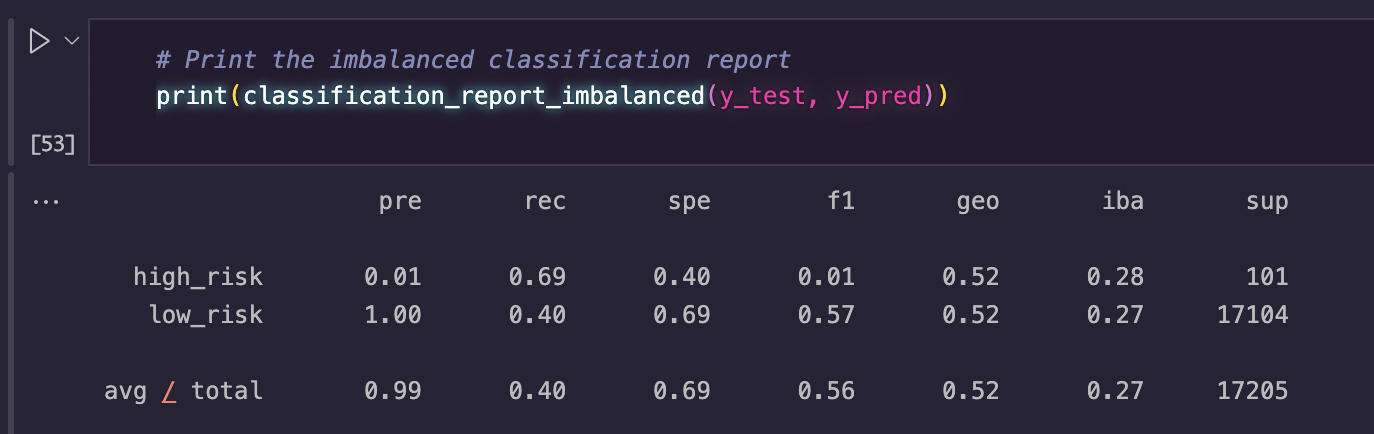 # Print the imbalanced classification report
print(classification_report_imbalanced(y_test, y_pred))
[53]
... pre rec spe f1 geo iba sup
high_risk 0.01 0.69 0.40 0.01 0.52 0.28 101
low_risk 1.00 0.40 0.69 0.57 0.52 0.27 17104
avg / total 0.99 0.40 0.69 0.56 0.52 0.27 17205